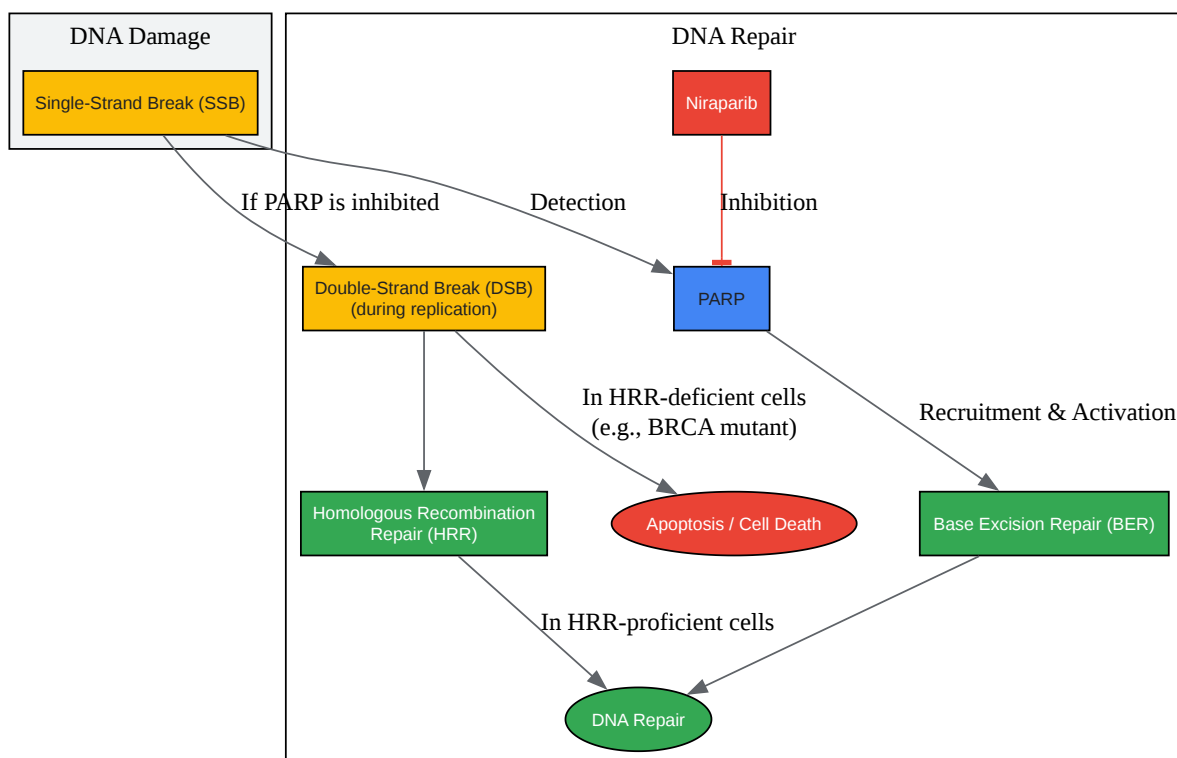 DNA Damage
DNA Repair
Single-Strand Break (SSB)
Niraparib
If PARP is inhibited
Detection
Inhibition
Double-Strand Break (DSB)
(during replication)
PARP
In HRR-deficient cells
(e.g., BRCA mutant)
Recruitment & Activation
Homologous Recombination
Repair (HRR)
Apoptosis / Cell Death
Base Excision Repair (BER)
In HRR-proficient cells
DNA Repair